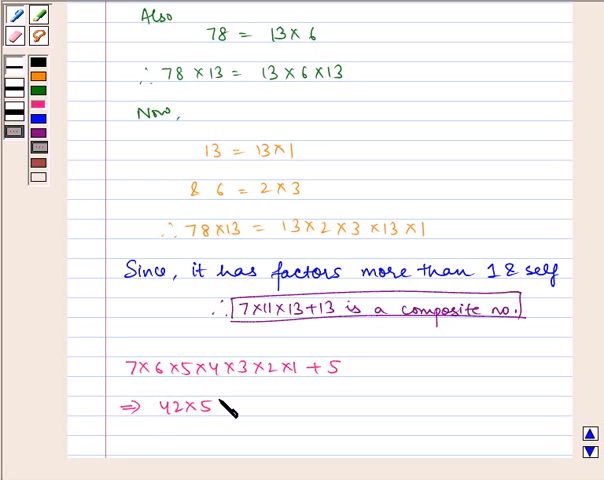 Also
78 = 13 × 6
∴ 78 × 13 = 13 × 6 × 13
Now,
13 = 13 × 1
& 6 = 2 × 3
∴ 78 × 13 = 13 × 2 × 3 × 13 × 1
Since, it has factors more than 1 & self
∴ 7 × 11 × 13 + 13 is a composite no.
7 × 6 × 5 × 4 × 3 × 2 × 1 + 5
⇒ 42 × 5